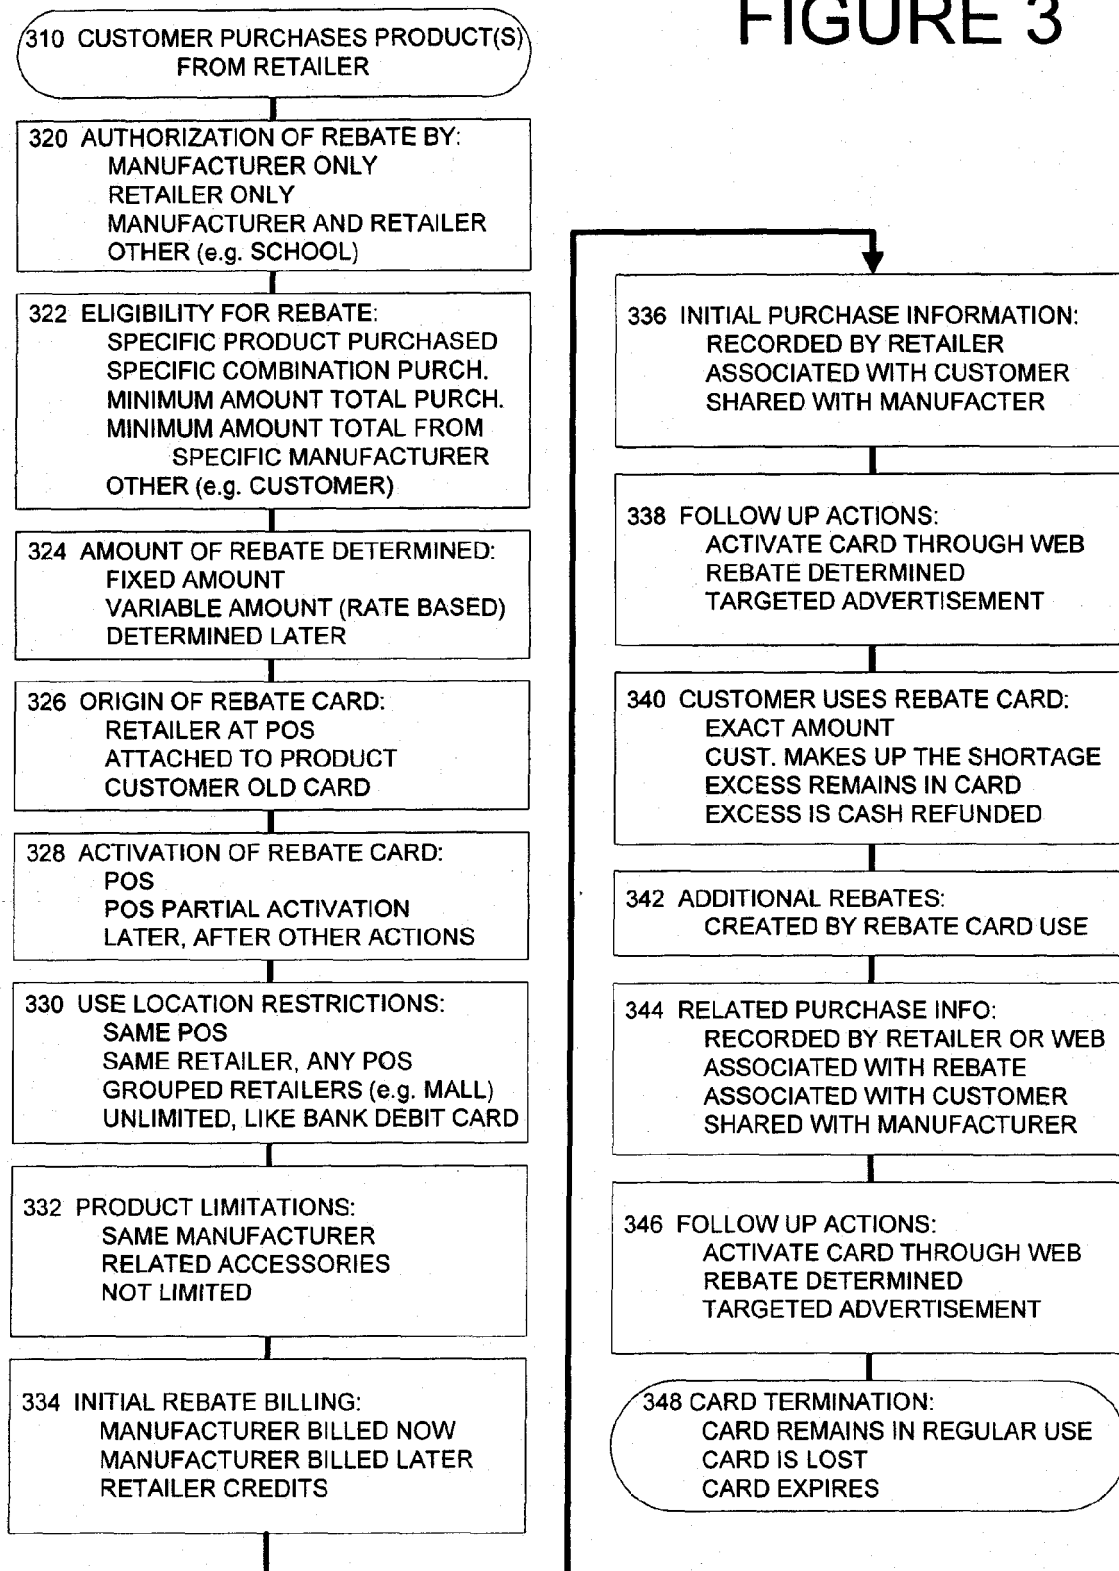 FIGURE 3
310 CUSTOMER PURCHASES PRODUCT(S)
FROM RETAILER
320 AUTHORIZATION OF REBATE BY:
MANUFACTURER ONLY
RETAILER ONLY
MANUFACTURER AND RETAILER
OTHER (e.g. SCHOOL)
322 ELIGIBILITY FOR REBATE:
SPECIFIC PRODUCT PURCHASED
SPECIFIC COMBINATION PURCH.
MINIMUM AMOUNT TOTAL PURCH.
MINIMUM AMOUNT TOTAL FROM
SPECIFIC MANUFACTURER
OTHER (e.g. CUSTOMER)
324 AMOUNT OF REBATE DETERMINED:
FIXED AMOUNT
VARIABLE AMOUNT (RATE BASED)
DETERMINED LATER
326 ORIGIN OF REBATE CARD:
RETAILER AT POS
ATTACHED TO PRODUCT
CUSTOMER OLD CARD
328 ACTIVATION OF REBATE CARD:
POS
POS PARTIAL ACTIVATION
LATER, AFTER OTHER ACTIONS
330 USE LOCATION RESTRICTIONS:
SAME POS
SAME RETAILER, ANY POS
GROUPED RETAILERS (e.g. MALL)
UNLIMITED, LIKE BANK DEBIT CARD
332 PRODUCT LIMITATIONS:
SAME MANUFACTURER
RELATED ACCESSORIES
NOT LIMITED
334 INITIAL REBATE BILLING:
MANUFACTURER BILLED NOW
MANUFACTURER BILLED LATER
RETAILER CREDITS
336 INITIAL PURCHASE INFORMATION:
RECORDED BY RETAILER
ASSOCIATED WITH CUSTOMER
SHARED WITH MANUFACTER
338 FOLLOW UP ACTIONS:
ACTIVATE CARD THROUGH WEB
REBATE DETERMINED
TARGETED ADVERTISEMENT
340 CUSTOMER USES REBATE CARD:
EXACT AMOUNT
CUST. MAKES UP THE SHORTAGE
EXCESS REMAINS IN CARD
EXCESS IS CASH REFUNDED
342 ADDITIONAL REBATES:
CREATED BY REBATE CARD USE
344 RELATED PURCHASE INFO:
RECORDED BY RETAILER OR WEB
ASSOCIATED WITH REBATE
ASSOCIATED WITH CUSTOMER
SHARED WITH MANUFACTURER
346 FOLLOW UP ACTIONS:
ACTIVATE CARD THROUGH WEB
REBATE DETERMINED
TARGETED ADVERTISEMENT
348 CARD TERMINATION:
CARD REMAINS IN REGULAR USE
CARD IS LOST
CARD EXPIRES